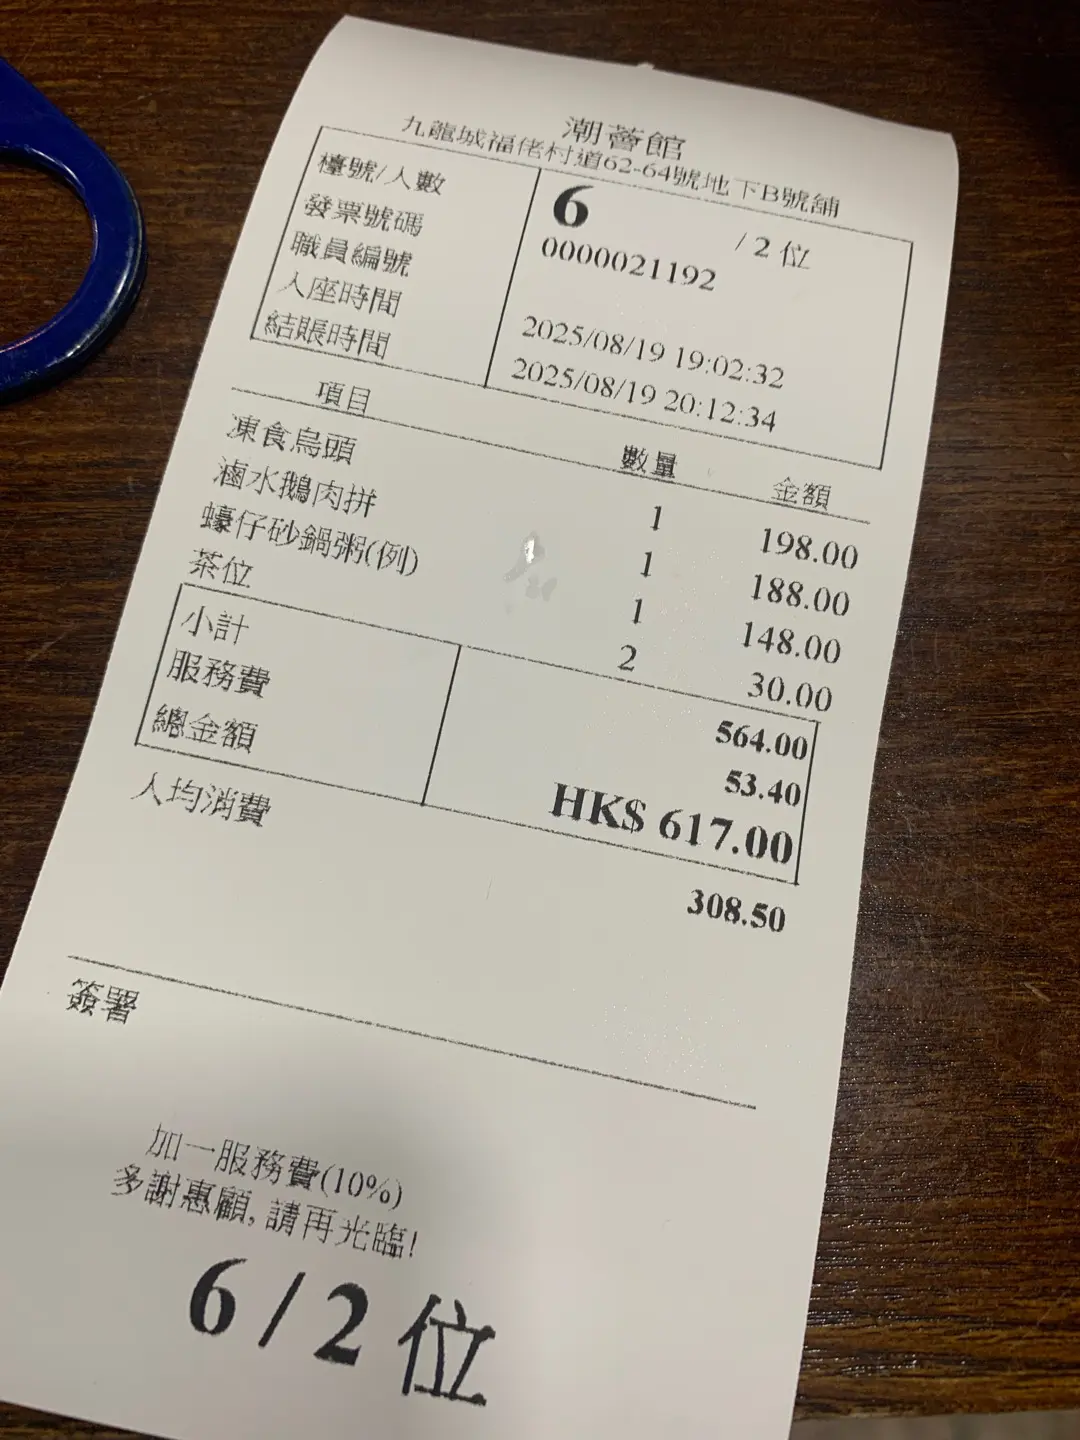 潮薈館
九龍城福佬村道62-64號地下B號舖
檯號/人數 6 / 2 位
發票號碼 0000021192
職員編號
入座時間 2025/08/19 19:02:32
結賬時間 2025/08/19 20:12:34
項目 數量 金額
凍食烏頭 1 198.00
滷水鵝肉拼 1 188.00
蠔仔砂鍋粥(例) 1 148.00
茶位 2 30.00
小計 564.00
服務費 53.40
總金額 HK$ 617.00
人均消費 308.50
簽署
加一服務費(10%)
多謝惠顧, 請再光臨!
6 / 2 位